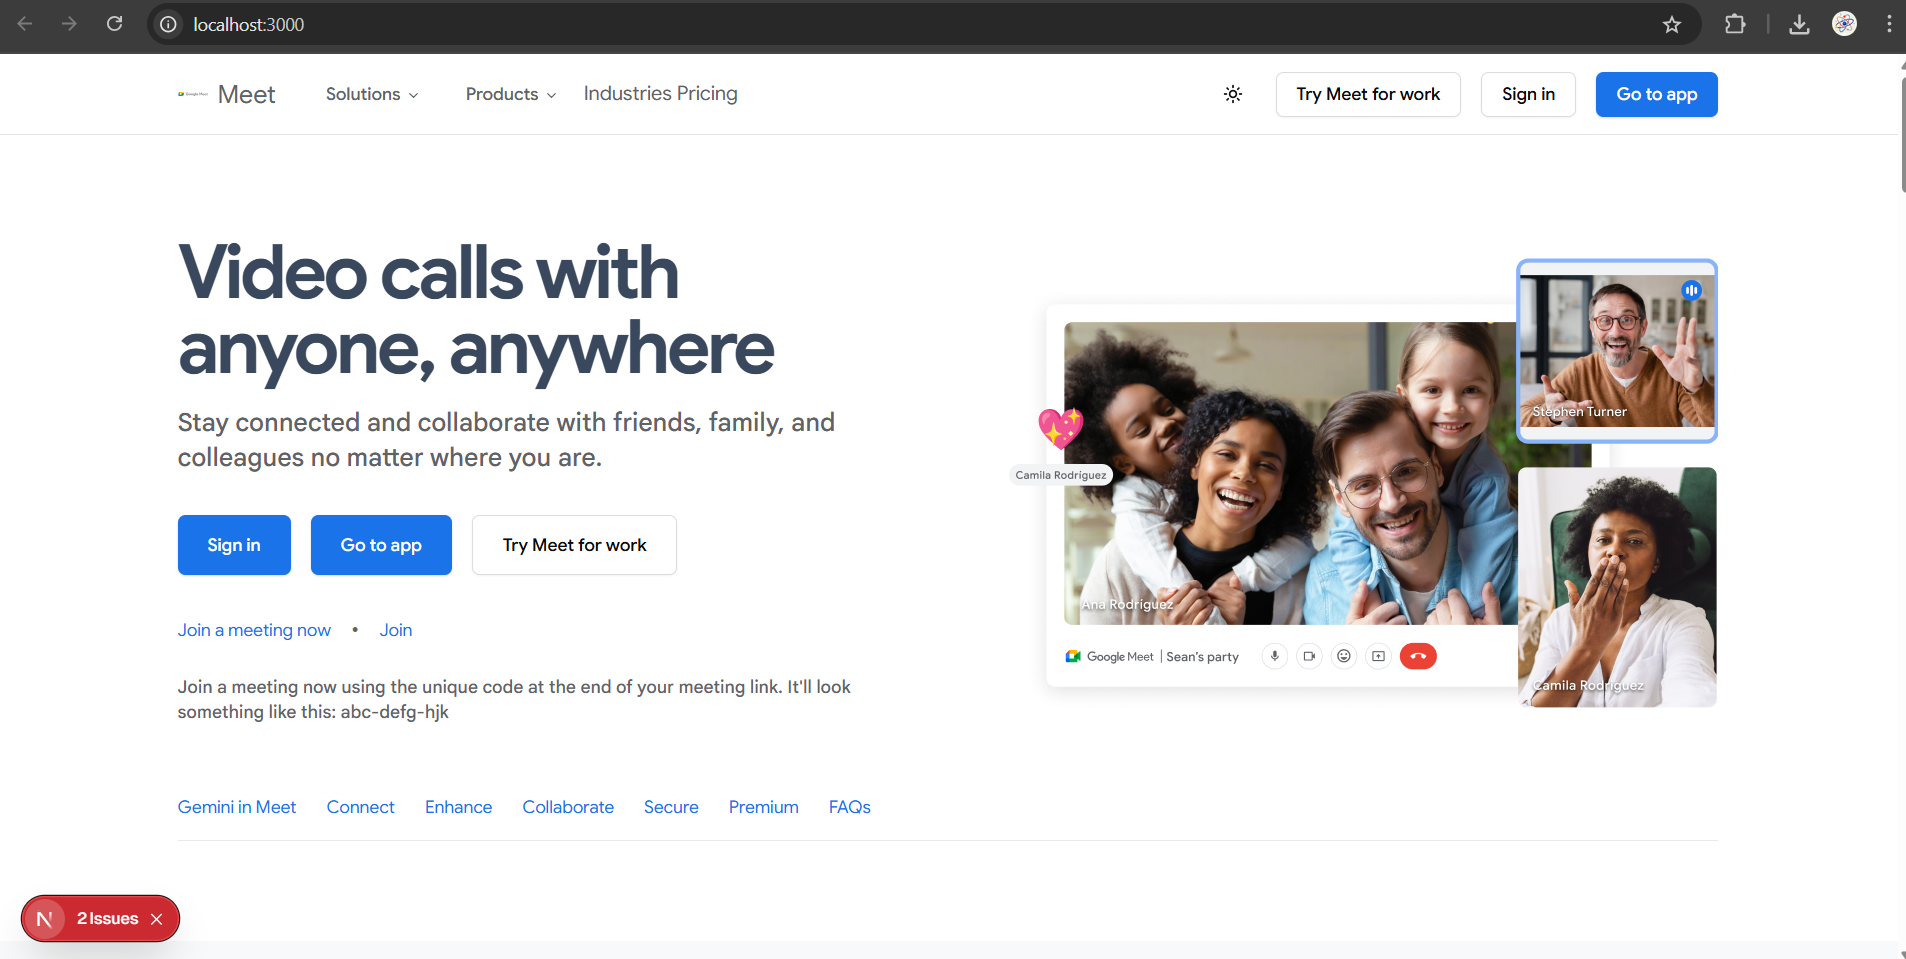 localhost:3000
Google Meet Meet Solutions Products Industries Pricing Try Meet for work Sign in Go to app
Video calls with
anyone, anywhere
Stay connected and collaborate with friends, family, and
colleagues no matter where you are.
Sign in Go to app Try Meet for work
Join a meeting now • Join
Join a meeting now using the unique code at the end of your meeting link. It'll look
something like this: abc-defg-hjk
Stephen Turner
Camila Rodriguez
Ana Rodriguez
Google Meet | Sean's party
Camila Rodriguez
Gemini in Meet Connect Enhance Collaborate Secure Premium FAQs
N 2 Issues